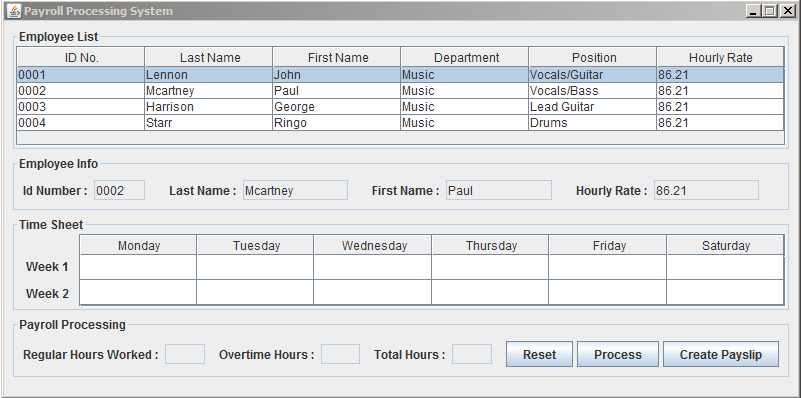 Payroll Processing System
Employee List
ID No. Last Name First Name Department Position Hourly Rate
0001 Lennon John Music Vocals/Guitar 86.21
0002 Mcartney Paul Music Vocals/Bass 86.21
0003 Harrison George Music Lead Guitar 86.21
0004 Starr Ringo Music Drums 86.21
Employee Info
Id Number : 0002 Last Name : Mcartney First Name : Paul Hourly Rate : 86.21
Time Sheet
Monday Tuesday Wednesday Thursday Friday Saturday
Week 1
Week 2
Payroll Processing
Regular Hours Worked : Overtime Hours : Total Hours : Reset Process Create Payslip